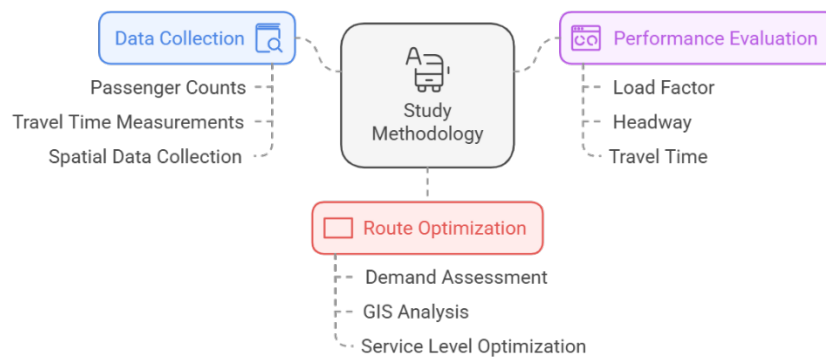 Data Collection
Passenger Counts
Travel Time Measurements
Spatial Data Collection
A
Study
Methodology
Performance Evaluation
Load Factor
Headway
Travel Time
Route Optimization
Demand Assessment
GIS Analysis
Service Level Optimization